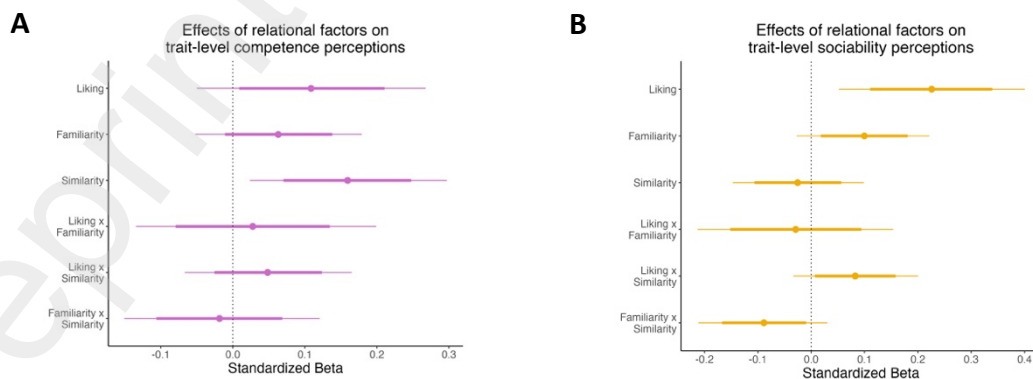 A
Effects of relational factors on
trait-level competence perceptions
Liking
Familiarity
Similarity
Liking x
Familiarity
Liking x
Similarity
Familiarity x
Similarity
-0.1
0.0
0.1
0.2
0.3
Standardized Beta
B
Effects of relational factors on
trait-level sociability perceptions
Liking
Familiarity
Similarity
Liking x
Familiarity
Liking x
Similarity
Familiarity x
Similarity
-0.2
-0.1
0.0
0.1
0.2
0.3
0.4
Standardized Beta
eprint